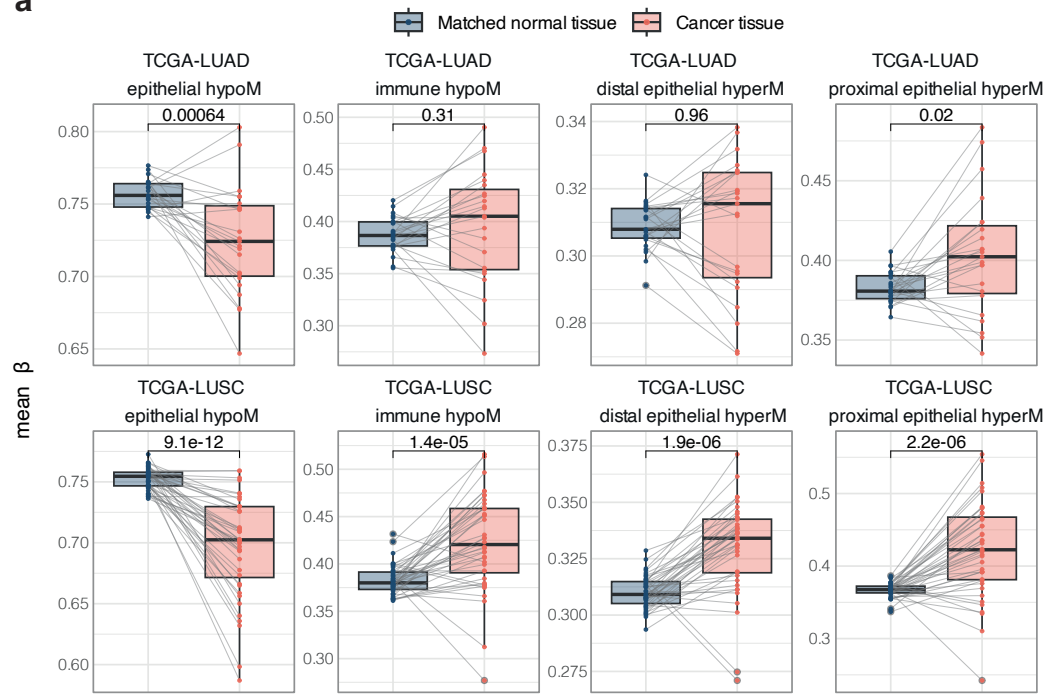 a
Matched normal tissue Cancer tissue
TCGA-LUAD TCGA-LUAD TCGA-LUAD TCGA-LUAD
epithelial hypoM immune hypoM distal epithelial hyperM proximal epithelial hyperM
0.00064 0.31 0.96 0.02
0.80 0.75 0.70 0.65
0.50 0.45 0.40 0.35 0.30
0.34 0.32 0.30 0.28
0.45 0.40 0.35
mean β
TCGA-LUSC TCGA-LUSC TCGA-LUSC TCGA-LUSC
epithelial hypoM immune hypoM distal epithelial hyperM proximal epithelial hyperM
9.1e-12 1.4e-05 1.9e-06 2.2e-06
0.75 0.70 0.65 0.60
0.50 0.45 0.40 0.35 0.30
0.375 0.350 0.325 0.300 0.275
0.5 0.4 0.3